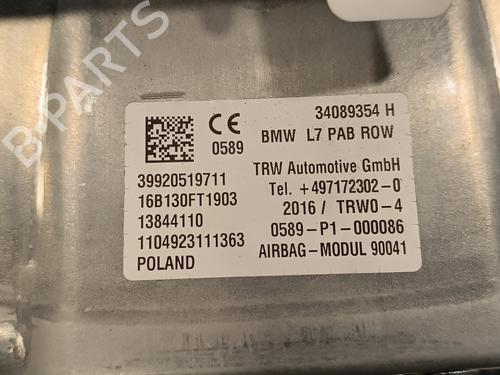 34089354 H
CE
0589
BMW L7 PAB ROW
39920519711
16B130FT1903
13844110
1104923111363
POLAND
TRW Automotive GmbH
Tel. +497172302-0
2016/ TRW0-4
0589-P1-000086
AIRBAG-MODUL 90041